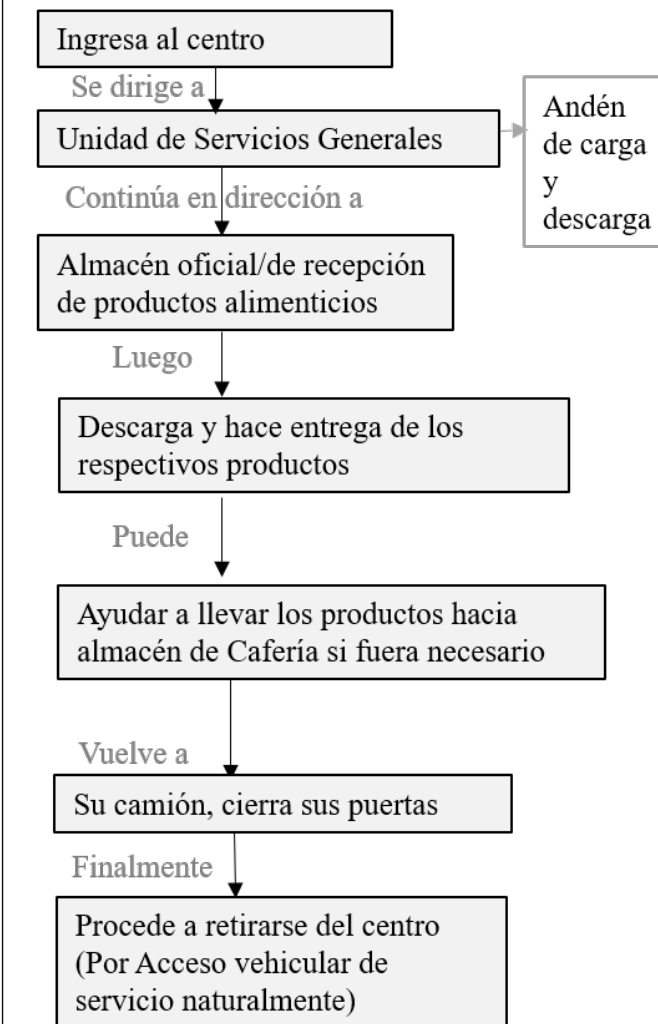 Ingresa al centro
Se dirige a
Unidad de Servicios Generales
Andén
de carga
y
descarga
Continúa en dirección a
Almacén oficial/de recepción
de productos alimenticios
Luego
Descarga y hace entrega de los
respectivos productos
Puede
Ayudar a llevar los productos hacia
almacén de Cafería si fuera necesario
Vuelve a
Su camión, cierra sus puertas
Finalmente
Procede a retirarse del centro
(Por Acceso vehicular de
servicio naturalmente)